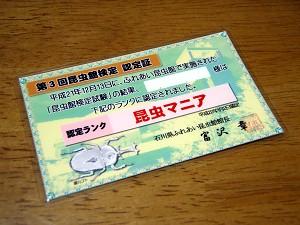 第3回昆虫館検定 認定証
平成21年12月13日に、ふれあい昆虫館で実施された
「昆虫館検定試験」の結果、 様は
下記のランクに認定されました。
認定ランク 昆虫マニア
石川県ふれあい昆虫館館長
富沢 章